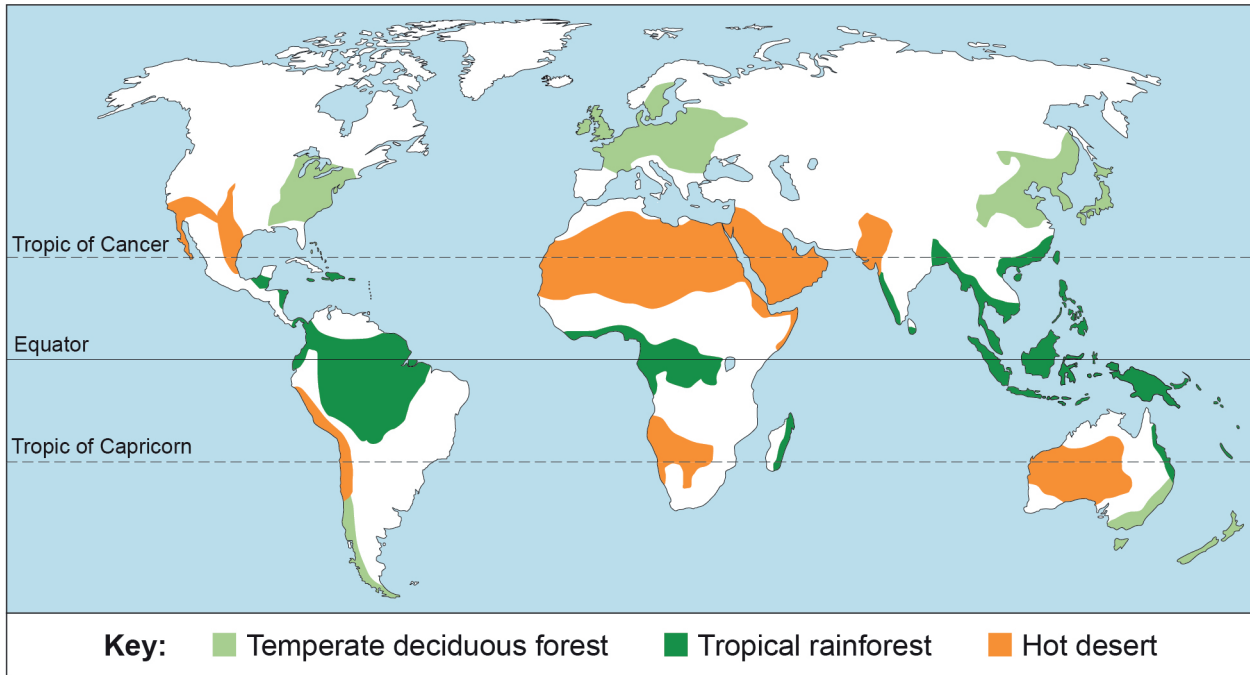 Tropic of Cancer
Equator
Tropic of Capricorn
Key: Temperate deciduous forest Tropical rainforest Hot desert